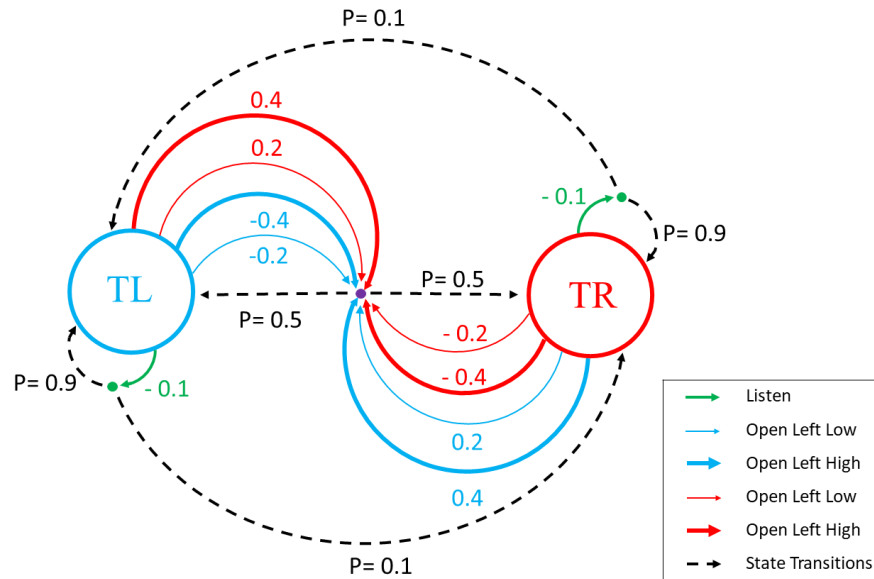 P= 0.1
0.4
0.2
- 0.1
-0.4
P= 0.9
-0.2
TL
P= 0.5
TR
P= 0.5
- 0.2
P= 0.9
- 0.1
- 0.4
0.2
0.4
P= 0.1
Listen
Open Left Low
Open Left High
Open Left Low
Open Left High
State Transitions